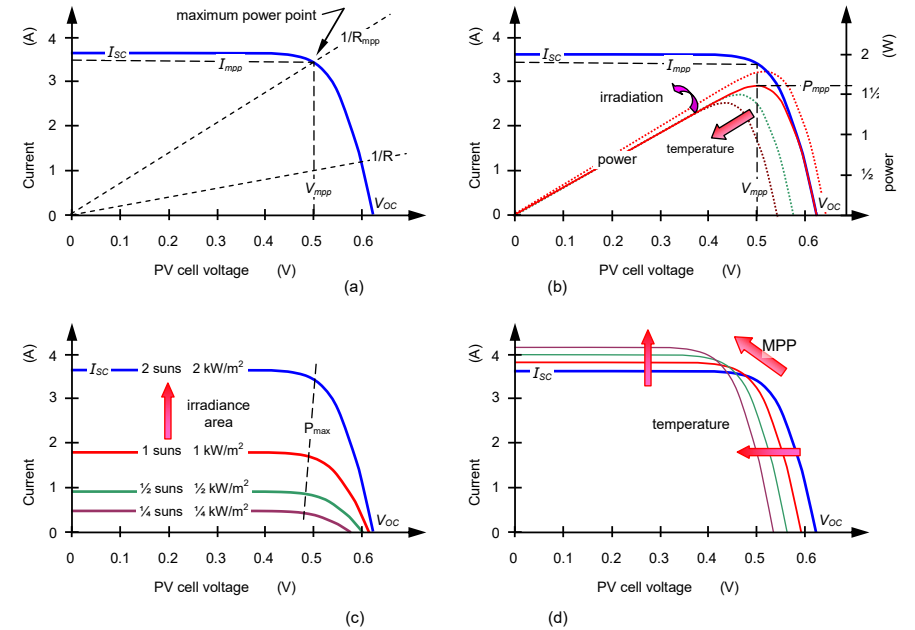 maximum power point
(A)
4
3
2
1
0
Current
I_SC
I_mpp
1/R_mpp
1/R
V_mpp
V_OC
0 0.1 0.2 0.3 0.4 0.5 0.6
PV cell voltage (V)
(a)
(A)
4
3
2
1
0
Current
I_SC
I_mpp
irradiation
temperature
power
V_mpp
V_OC
P_mpp
(W)
2
1½
1
½
power
0 0.1 0.2 0.3 0.4 0.5 0.6
PV cell voltage (V)
(b)
(A)
4
3
2
1
0
Current
I_SC 2 suns 2 kW/m²
irradiance
area
P_max
1 suns 1 kW/m²
½ suns ½ kW/m²
¼ suns ¼ kW/m²
V_OC
0 0.1 0.2 0.3 0.4 0.5 0.6
PV cell voltage (V)
(c)
(A)
4
3
2
1
0
Current
I_SC
MPP
temperature
V_OC
0 0.1 0.2 0.3 0.4 0.5 0.6
PV cell voltage (V)
(d)